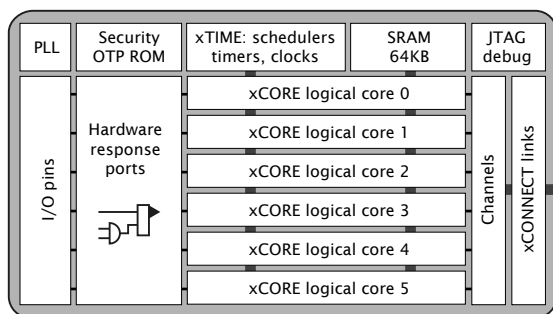 PLL
Security
OTP ROM
xTIME: schedulers
timers, clocks
SRAM
64KB
JTAG
debug
I/O pins
Hardware
response
ports
xCORE logical core 0
xCORE logical core 1
xCORE logical core 2
xCORE logical core 3
xCORE logical core 4
xCORE logical core 5
Channels
xCONNECT links